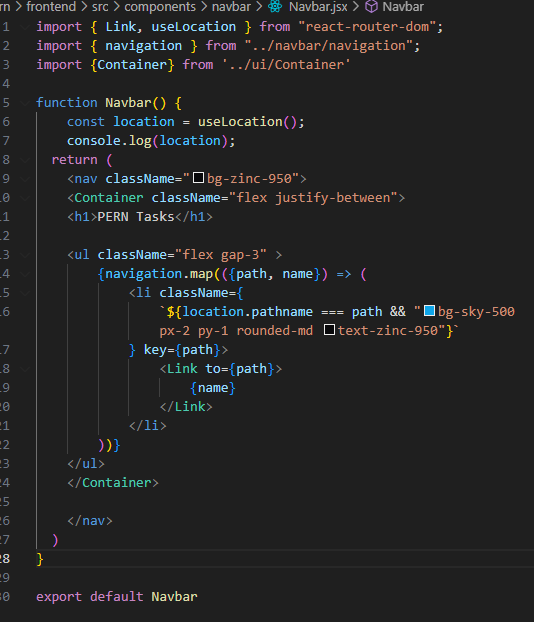 rn > frontend > src > components > navbar > Navbar.jsx > Navbar
1 import { Link, useLocation } from "react-router-dom";
2 import { navigation } from "../navbar/navigation";
3 import {Container} from '../ui/Container'
4
5 function Navbar() {
6 const location = useLocation();
7 console.log(location);
8 return (
9 <nav className="bg-zinc-950">
10 <Container className="flex justify-between">
11 <h1>PERN Tasks</h1>
12
13 <ul className="flex gap-3" >
14 {navigation.map(({path, name}) => (
15 <li className={
16 `${location.pathname === path && "bg-sky-500
px-2 py-1 rounded-md text-zinc-950"}`
17 } key={path}>
18 <Link to={path}>
19 {name}
20 </Link>
21 </li>
22 ))}
23 </ul>
24 </Container>
25
26 </nav>
27 )
28 }
29
30 export default Navbar